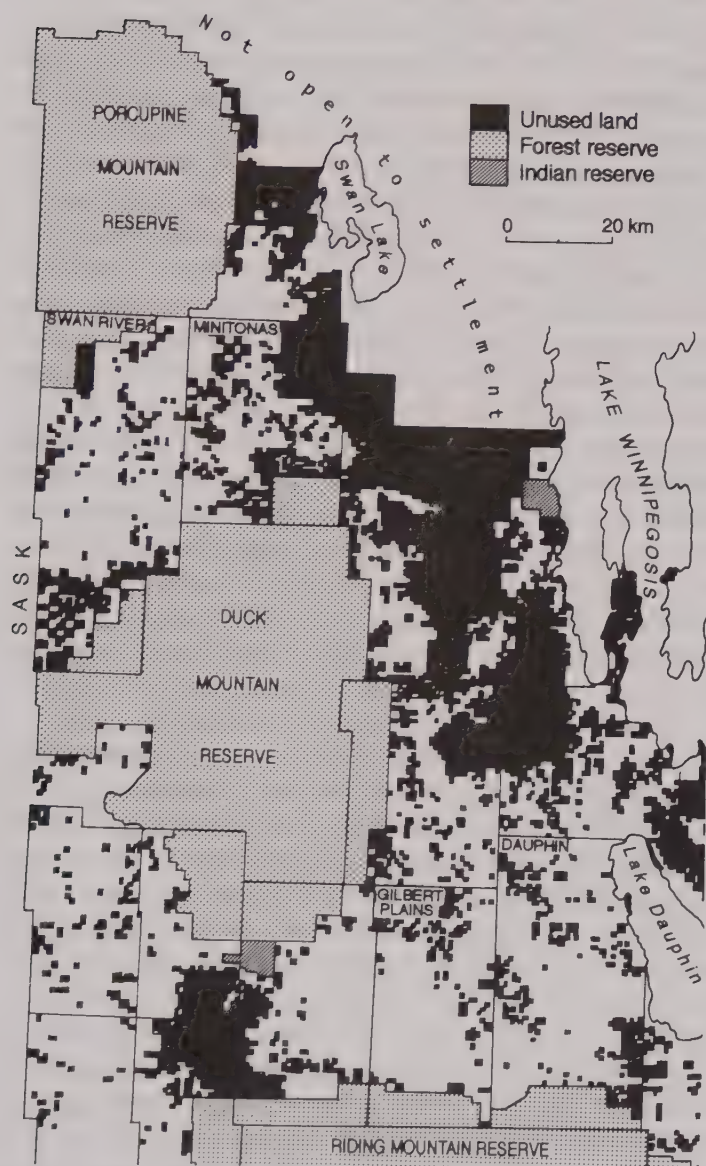 Not open to settlement
PORCUPINE
MOUNTAIN
RESERVE
Unused land
Forest reserve
Indian reserve
0 20 km
Swan Lake
SWAN RIVER
MINITONAS
LAKE WINNIPEGOSIS
SASK
DUCK
MOUNTAIN
RESERVE
DAUPHIN
Lake Dauphin
GILBERT
PLAINS
RIDING MOUNTAIN RESERVE